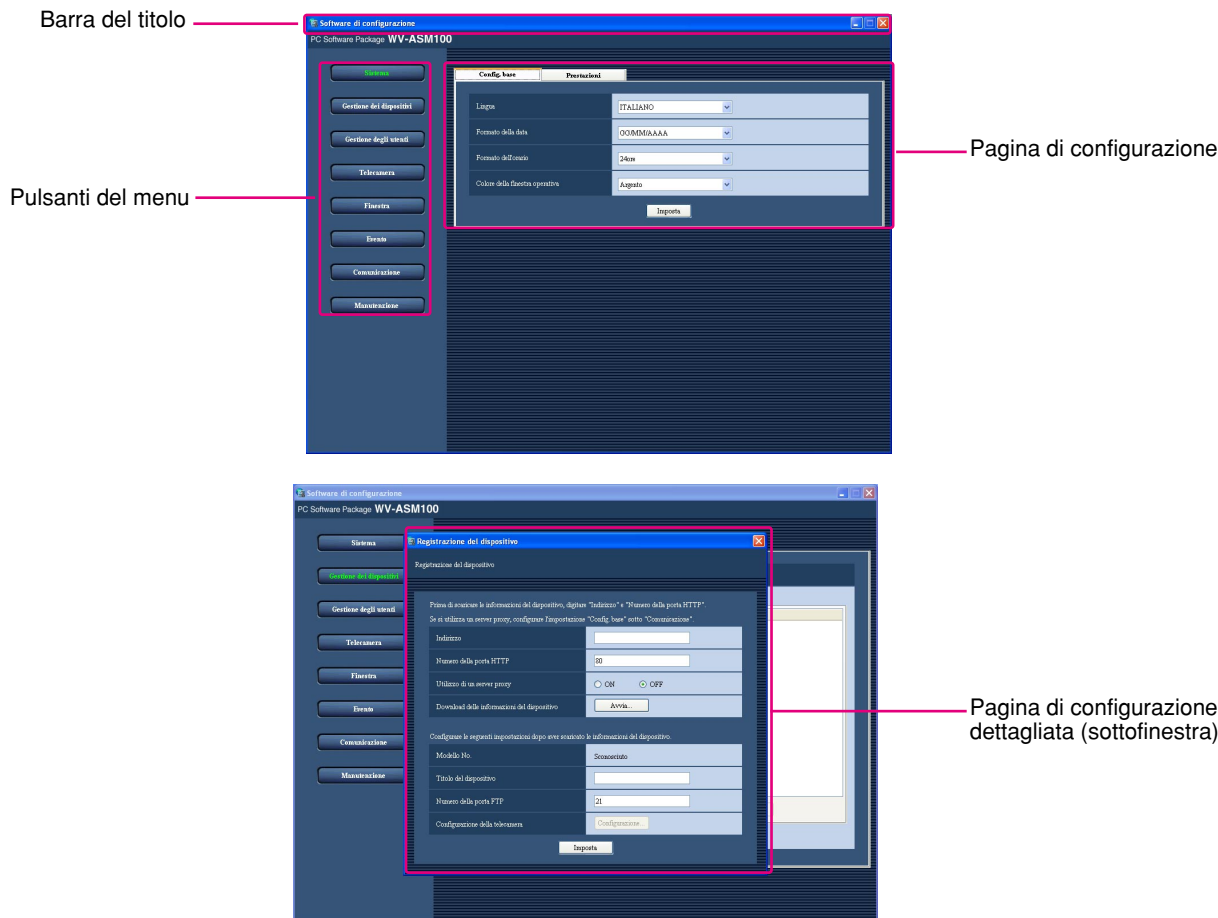 Barra del titolo
Software di configurazione
PC Software Package WV-ASM100
Pulsanti del menu
Sistema
Gestione dei dispositivi
Gestione degli utenti
Telecamera
Finestra
Evento
Comunicazione
Manutenzione
Config. base Prestazioni
Lingua ITALIANO
Formato della data GG/MM/AAAA
Formato dell'orario 24ore
Colore della finestra operativa Argento
Imposta
Pagina di configurazione
Software di configurazione
PC Software Package WV-ASM100
Sistema
Gestione dei dispositivi
Gestione degli utenti
Telecamera
Finestra
Evento
Comunicazione
Manutenzione
Registrazione del dispositivo
Registrazione del dispositivo
Prima di scaricare le informazioni del dispositivo, digitare "Indirizzo" e "Numero della porta HTTP".
Se si utilizza un server proxy, configurare l'impostazione "Config. base" sotto "Comunicazione".
Indirizzo
Numero della porta HTTP 80
Utilizzo di un server proxy ON OFF
Download delle informazioni del dispositivo Avvia...
Configurare le seguenti impostazioni dopo aver scaricato le informazioni del dispositivo.
Modello No. Sconosciuto
Titolo del dispositivo
Numero della porta FTP 21
Configurazione della telecamera Configurazione...
Imposta
Pagina di configurazione
dettagliata (sottofinestra)